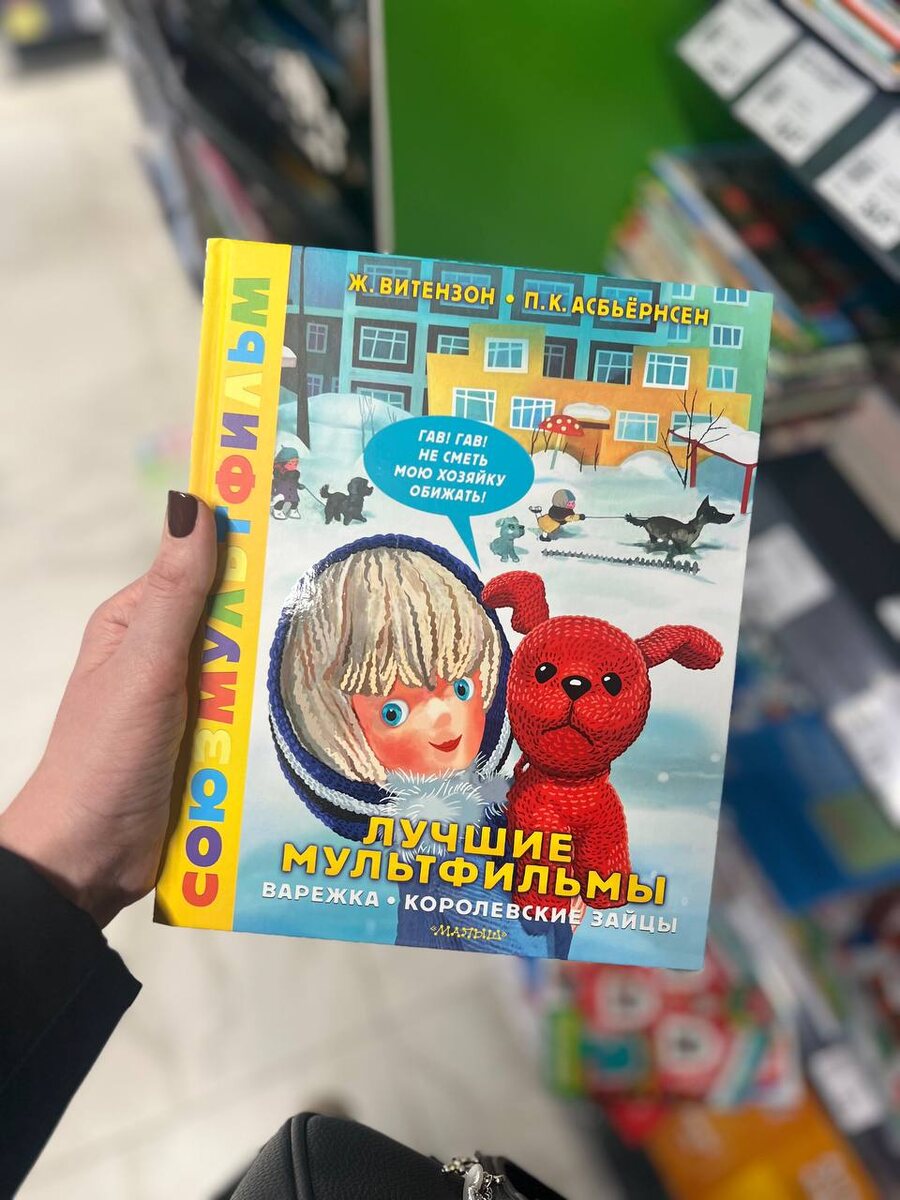 СОЮЗМУЛЬТФИЛЬМ
Ж. ВИТЕНЗОН • П. К. АСБЬЁРНСЕН
ГАВ! ГАВ!
НЕ СМЕТЬ
МОЮ ХОЗЯЙКУ
ОБИЖАТЬ!
ЛУЧШИЕ
МУЛЬТФИЛЬМЫ
ВАРЕЖКА • КОРОЛЕВСКИЕ ЗАЙЦЫ
«МАЛЫШ»